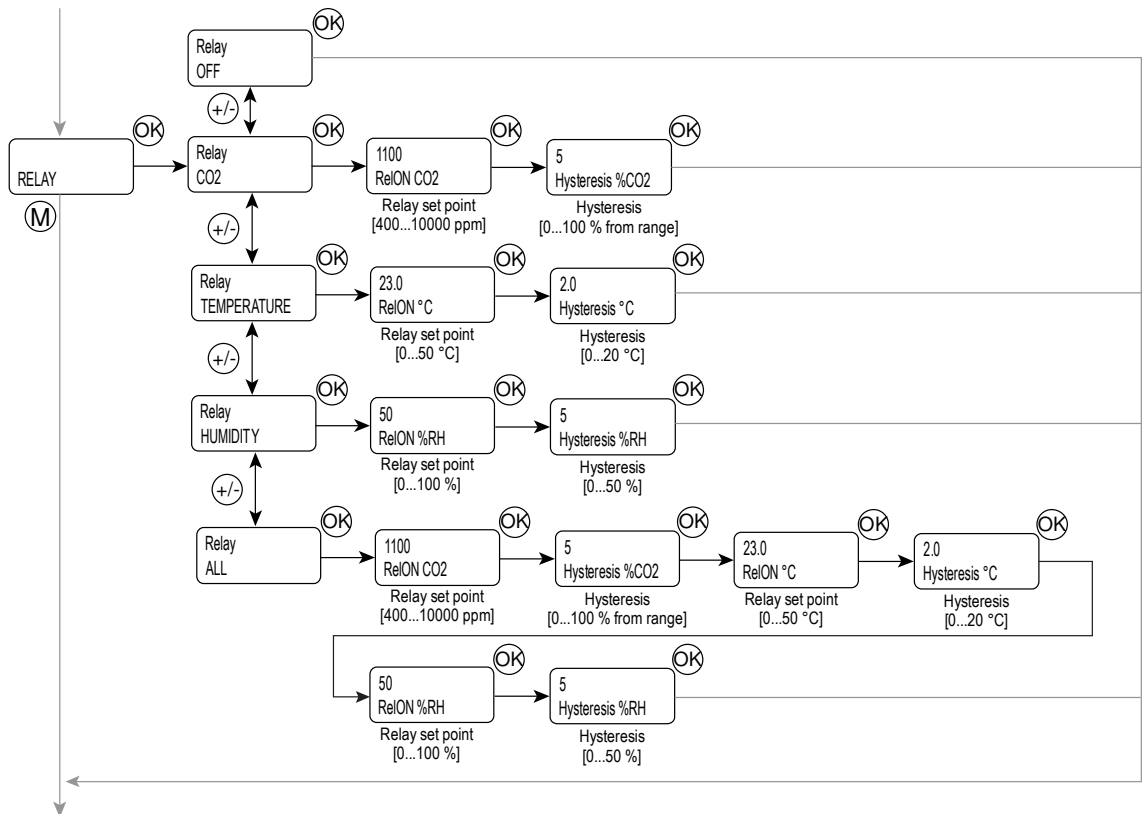 OK
Relay
OFF
+/-
OK
OK
OK
OK
RELAY
Relay
CO2
1100
RelON CO2
5
Hysteresis %CO2
M
Relay set point
[400...10000 ppm]
Hysteresis
[0...100 % from range]
+/-
OK
OK
OK
Relay
TEMPERATURE
23.0
RelON °C
2.0
Hysteresis °C
Relay set point
[0...50 °C]
Hysteresis
[0...20 °C]
+/-
OK
OK
OK
Relay
HUMIDITY
50
RelON %RH
5
Hysteresis %RH
Relay set point
[0...100 %]
Hysteresis
[0...50 %]
+/-
OK
OK
OK
OK
OK
Relay
ALL
1100
RelON CO2
5
Hysteresis %CO2
23.0
RelON °C
2.0
Hysteresis °C
Relay set point
[400...10000 ppm]
Hysteresis
[0...100 % from range]
Relay set point
[0...50 °C]
Hysteresis
[0...20 °C]
OK
OK
50
RelON %RH
5
Hysteresis %RH
Relay set point
[0...100 %]
Hysteresis
[0...50 %]